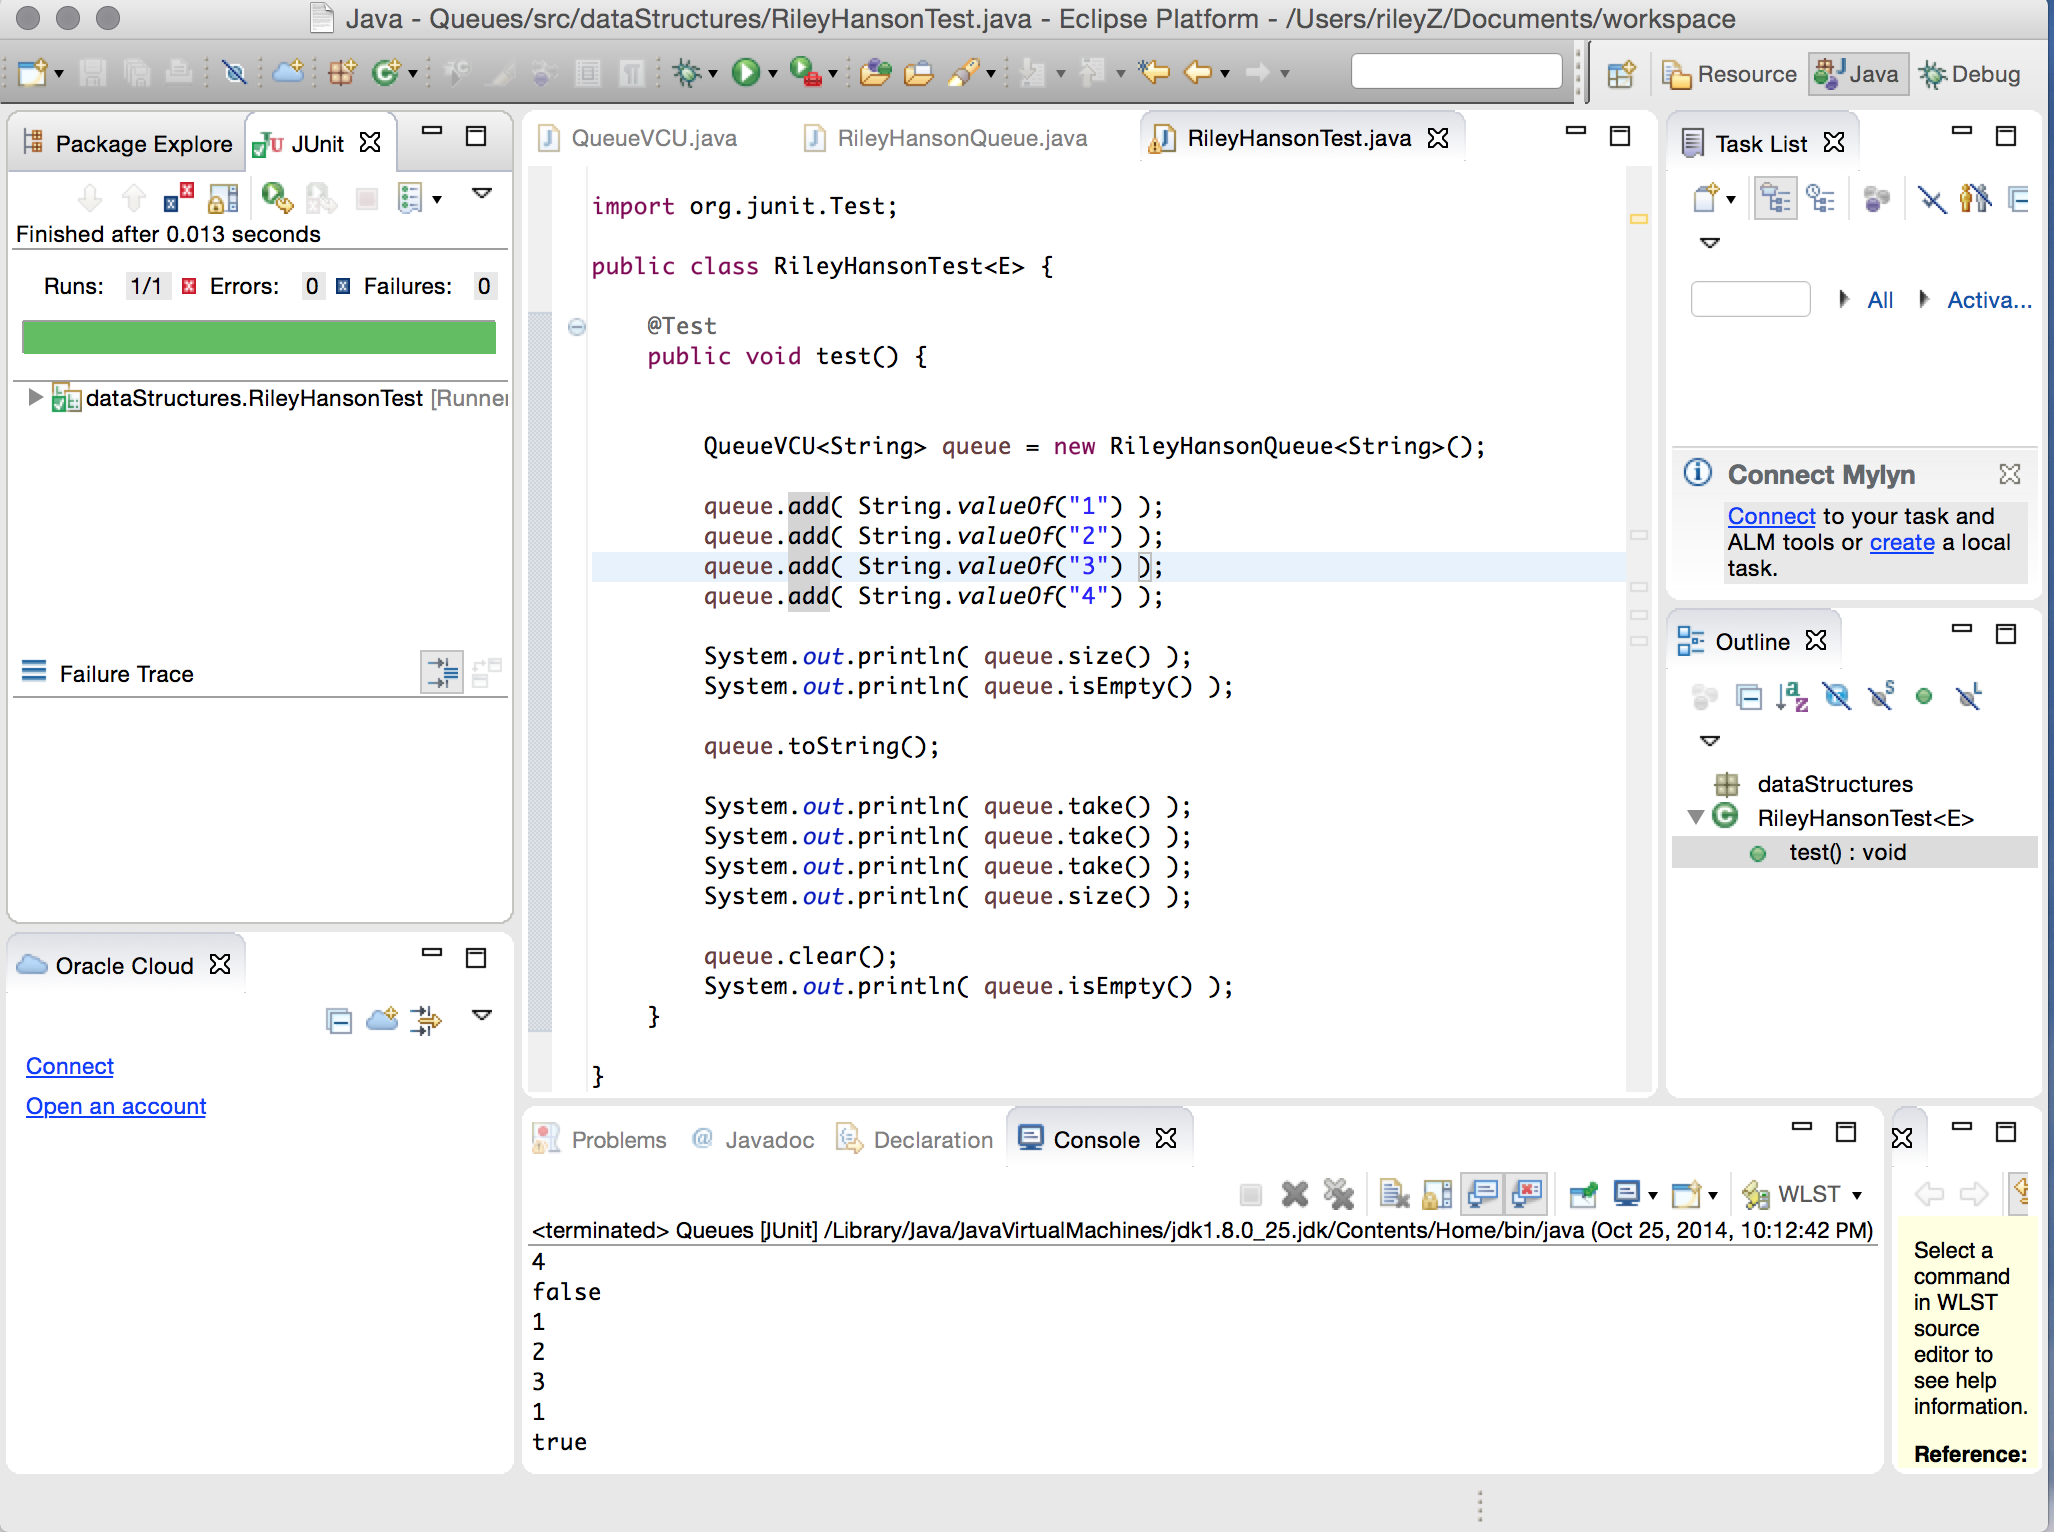 Java - Queues/src/dataStructures/RileyHansonTest.java - Eclipse Platform - /Users/rileyZ/Documents/workspace
Resource Java Debug
Package Explore JUnit
Finished after 0.013 seconds
Runs: 1/1 Errors: 0 Failures: 0
dataStructures.RileyHansonTest [Runner
Failure Trace
Oracle Cloud
Connect
Open an account
QueueVCU.java RileyHansonQueue.java RileyHansonTest.java
import org.junit.Test;
public class RileyHansonTest<E> {
@Test
public void test() {
QueueVCU<String> queue = new RileyHansonQueue<String>();
queue.add( String.valueOf("1") );
queue.add( String.valueOf("2") );
queue.add( String.valueOf("3") );
queue.add( String.valueOf("4") );
System.out.println( queue.size() );
System.out.println( queue.isEmpty() );
queue.toString();
System.out.println( queue.take() );
System.out.println( queue.take() );
System.out.println( queue.take() );
System.out.println( queue.size() );
queue.clear();
System.out.println( queue.isEmpty() );
}
}
Task List
All Activa...
Connect Mylyn
Connect to your task and
ALM tools or create a local
task.
Outline
dataStructures
RileyHansonTest<E>
test() : void
Problems Javadoc Declaration Console
WLST
<terminated> Queues [JUnit] /Library/Java/JavaVirtualMachines/jdk1.8.0_25.jdk/Contents/Home/bin/java (Oct 25, 2014, 10:12:42 PM)
4
false
1
2
3
1
true
Select a
command
in WLST
source
editor to
see help
information.
Reference: